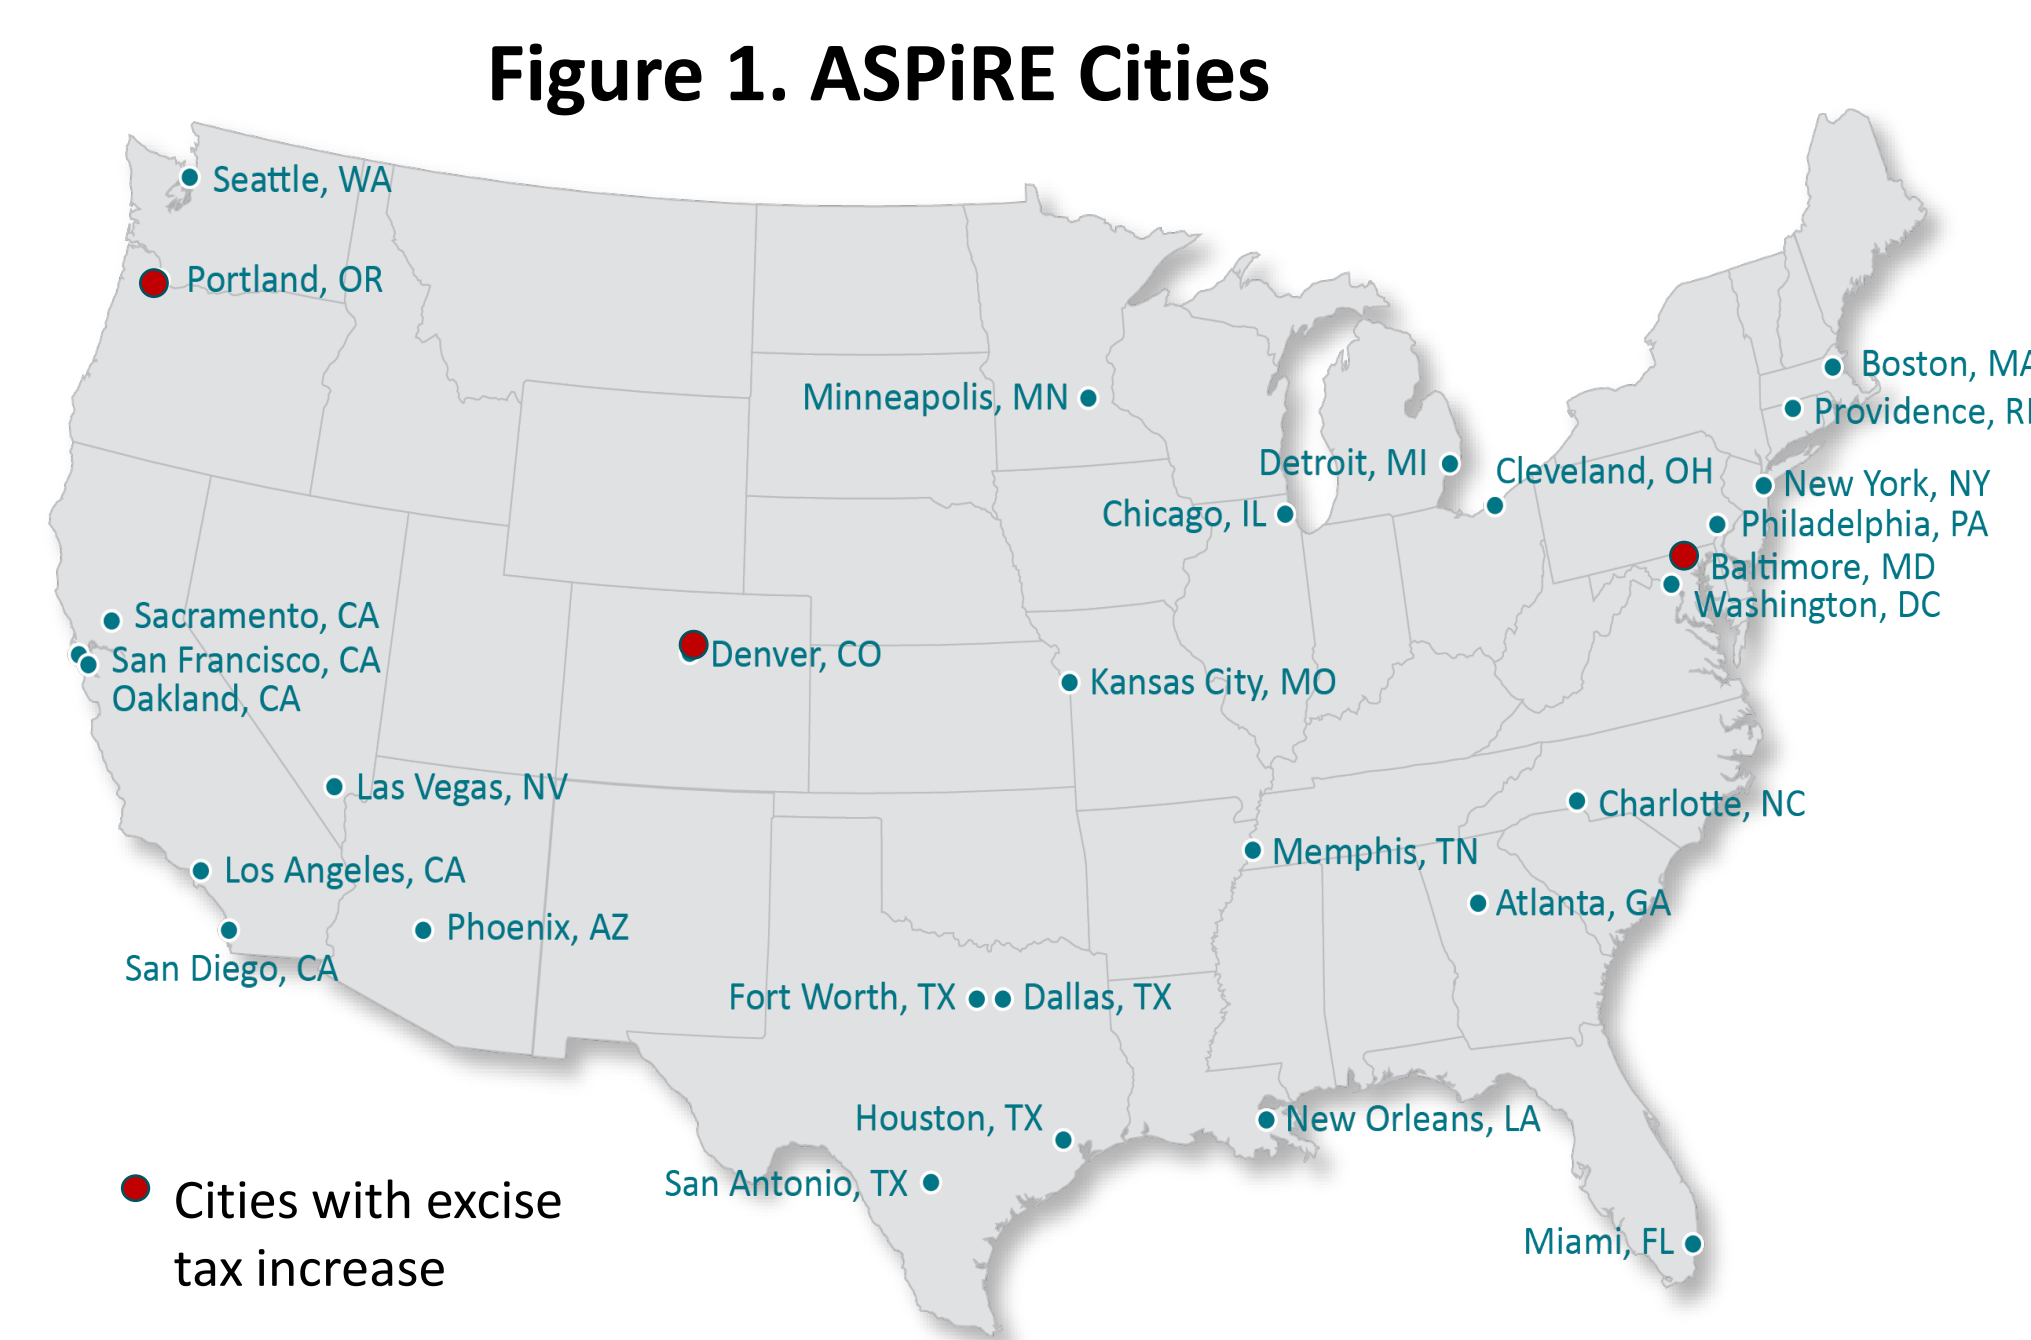 Figure 1. ASPiRE Cities
Seattle, WA
Portland, OR
Boston, MA
Minneapolis, MN
Providence, RI
Detroit, MI
Cleveland, OH
New York, NY
Chicago, IL
Philadelphia, PA
Baltimore, MD
Washington, DC
Sacramento, CA
San Francisco, CA
Oakland, CA
Denver, CO
Kansas City, MO
Las Vegas, NV
Charlotte, NC
Memphis, TN
Los Angeles, CA
Atlanta, GA
Phoenix, AZ
San Diego, CA
Fort Worth, TX
Dallas, TX
Houston, TX
New Orleans, LA
San Antonio, TX
Miami, FL
Cities with excise
tax increase